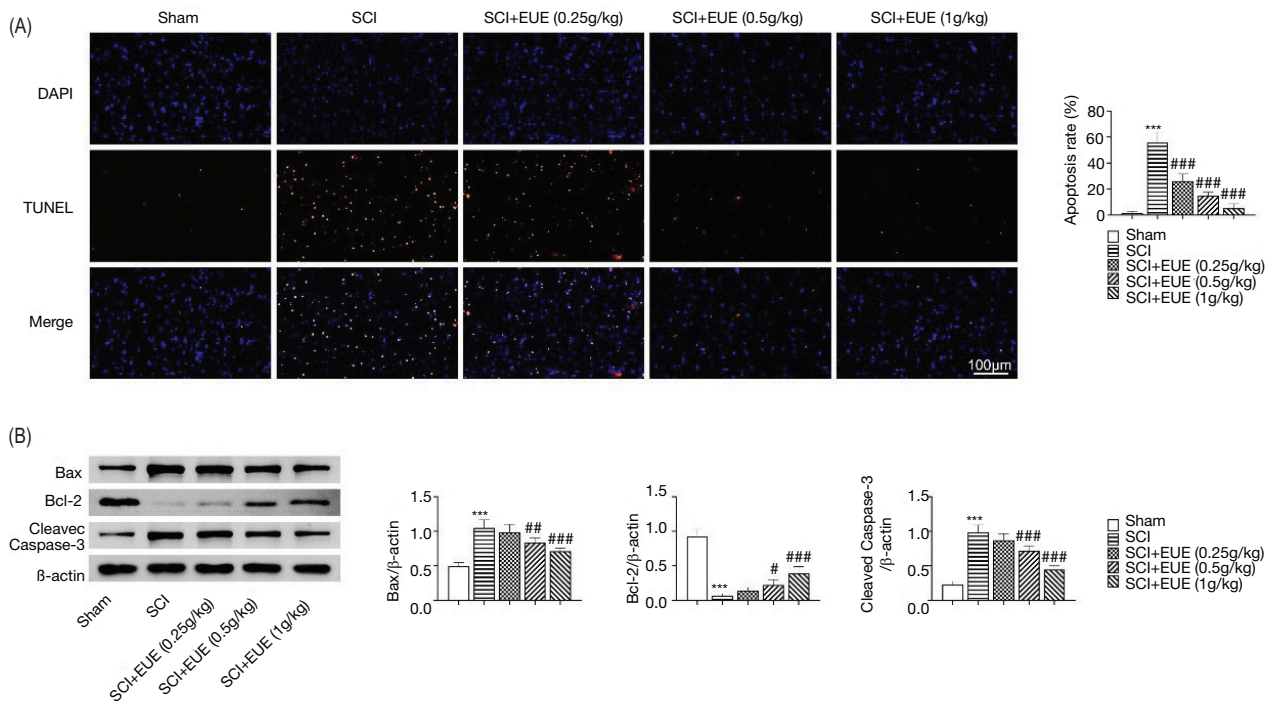 (A)
Sham
SCI
SCI+EUE (0.25g/kg)
SCI+EUE (0.5g/kg)
SCI+EUE (1g/kg)
DAPI
TUNEL
Merge
100μm
Apoptosis rate (%)
80
60
40
20
0
***
###
###
###
Sham
SCI
SCI+EUE (0.25g/kg)
SCI+EUE (0.5g/kg)
SCI+EUE (1g/kg)
(B)
Bax
Bcl-2
Cleavec
Caspase-3
ß-actin
Sham
SCI
SCI+EUE (0.25g/kg)
SCI+EUE (0.5g/kg)
SCI+EUE (1g/kg)
Bax/β-actin
1.5
1.0
0.5
0.0
***
##
###
Bcl-2/β-actin
1.5
1.0
0.5
0.0
***
#
###
Cleaved Caspase-3
/β-actin
1.5
1.0
0.5
0.0
***
###
###
Sham
SCI
SCI+EUE (0.25g/kg)
SCI+EUE (0.5g/kg)
SCI+EUE (1g/kg)